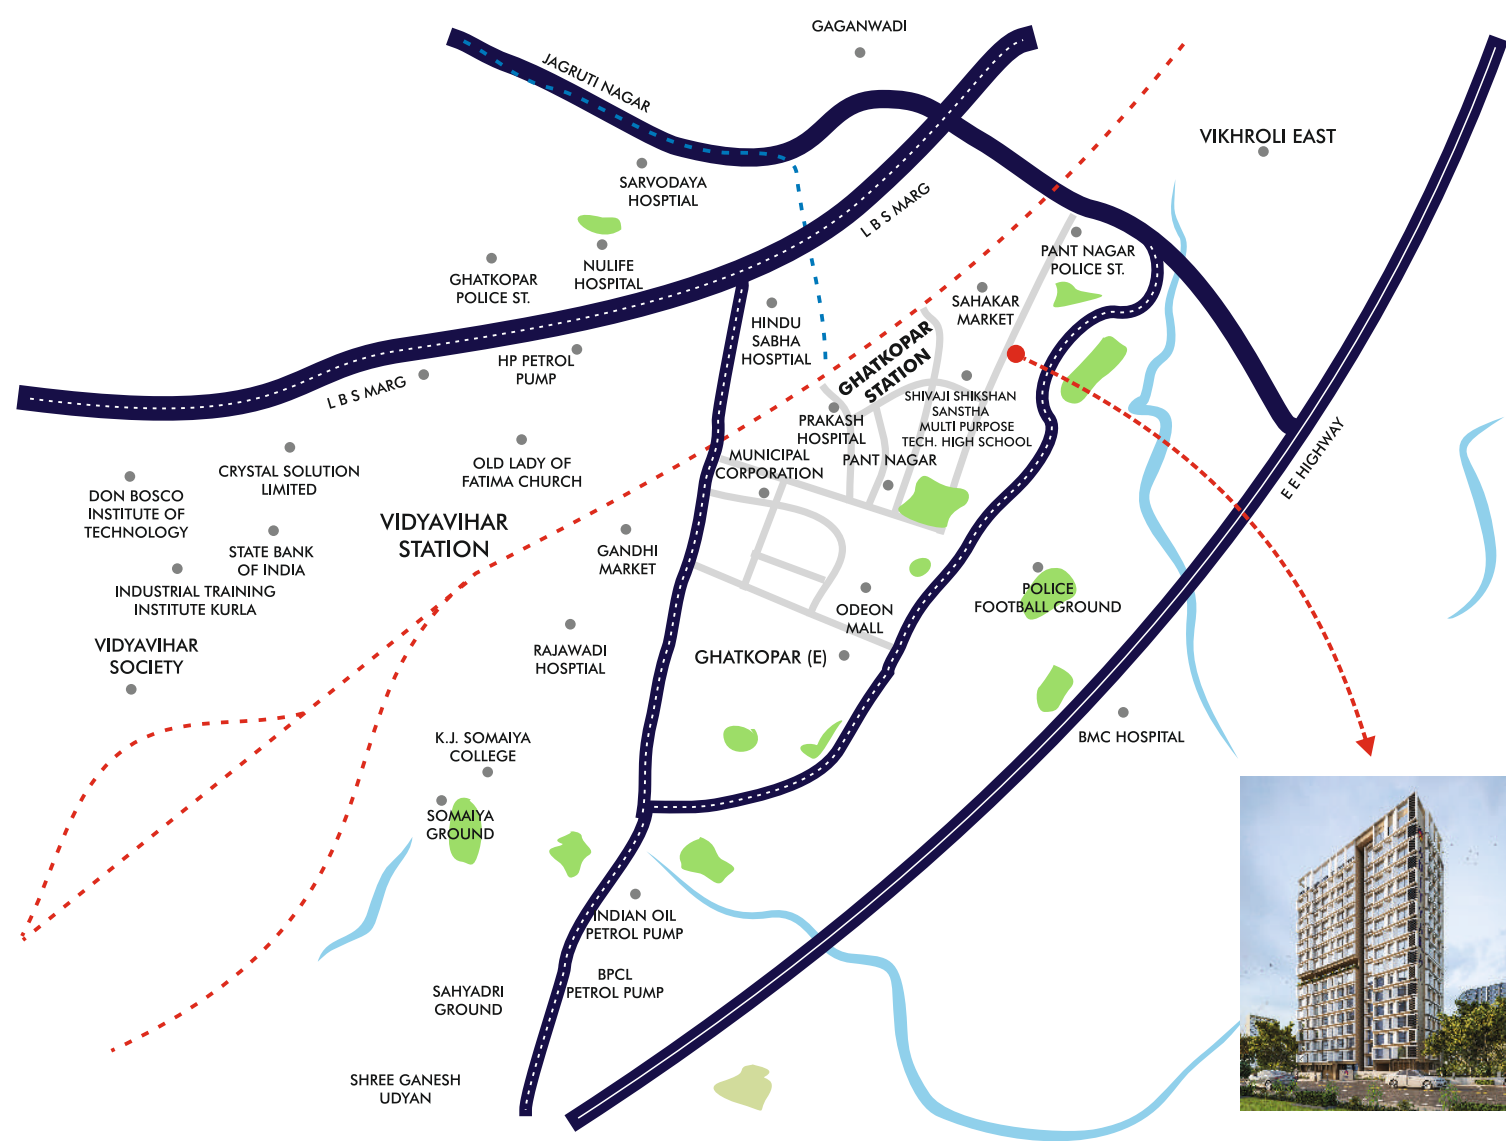 GAGANWADI
JAGRUTI NAGAR
VIKHROLI EAST
SARVODAYA
HOSPTIAL
L B S MARG
NULIFE
HOSPITAL
GHATKOPAR
POLICE ST.
PANT NAGAR
POLICE ST.
SAHAKAR
MARKET
HINDU
SABHA
HOSPTIAL
GHATKOPAR
STATION
HP PETROL
PUMP
L B S MARG
SHIVAJI SHIKSHAN
SANSTHA
MULTI PURPOSE
TECH. HIGH SCHOOL
PRAKASH
HOSPITAL
MUNICIPAL
CORPORATION
PANT NAGAR
E E HIGHWAY
CRYSTAL SOLUTION
LIMITED
OLD LADY OF
FATIMA CHURCH
DON BOSCO
INSTITUTE OF
TECHNOLOGY
VIDYAVIHAR
STATION
STATE BANK
OF INDIA
GANDHI
MARKET
INDUSTRIAL TRAINING
INSTITUTE KURLA
POLICE
FOOTBALL GROUND
ODEON
MALL
VIDYAVIHAR
SOCIETY
RAJAWADI
HOSPTIAL
GHATKOPAR (E)
K.J. SOMAIYA
COLLEGE
BMC HOSPITAL
SOMAIYA
GROUND
INDIAN OIL
PETROL PUMP
BPCL
PETROL PUMP
SAHYADRI
GROUND
SHREE GANESH
UDYAN